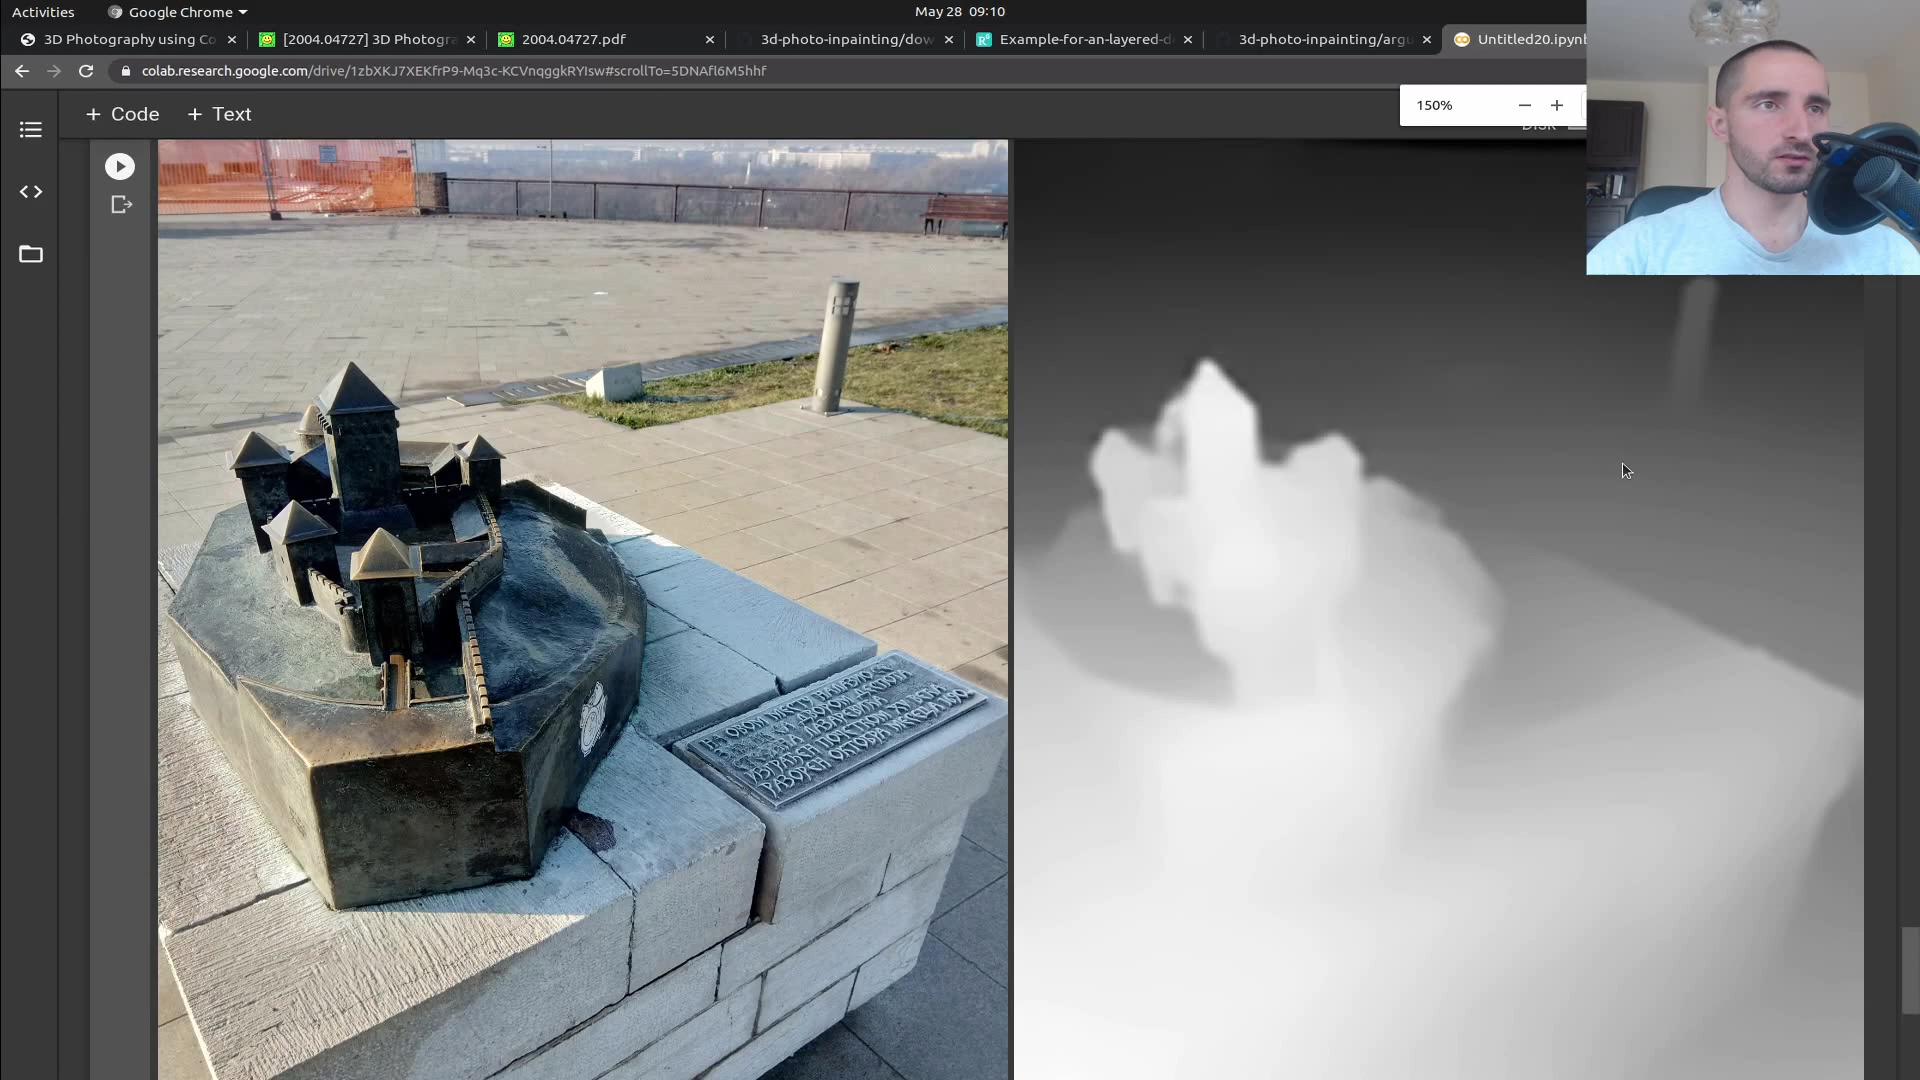 Activities
Google Chrome
May 28 09:10
3D Photography using Co
[2004.04727] 3D Photogra
2004.04727.pdf
3d-photo-inpainting/dow
Example-for-an-layered-d
3d-photo-inpainting/argu
Untitled20.ipynb
colab.research.google.com/drive/1zbXKJ7XEKfrP9-Mq3c-KCVnqggkRYIsw#scrollTo=5DNAfl6M5hhf
150%
+ Code
+ Text
Disk